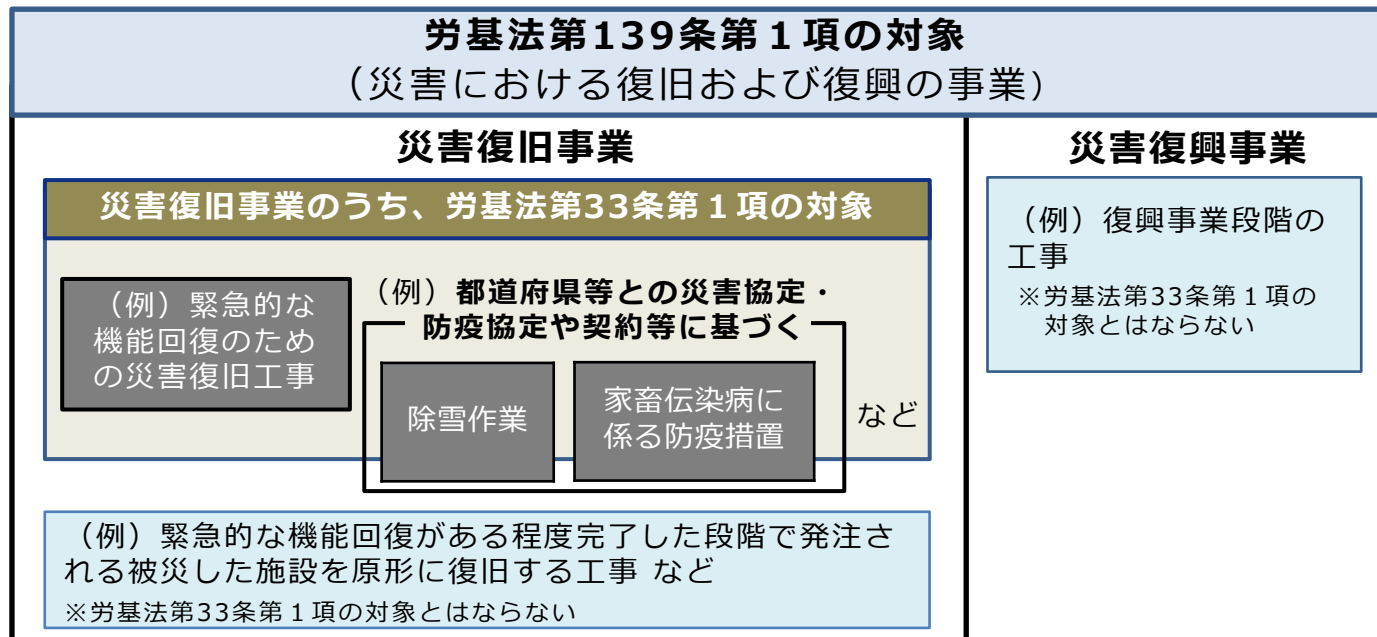 労基法第139条第１項の対象
（災害における復旧および復興の事業）
災害復旧事業
災害復旧事業のうち、労基法第33条第１項の対象
（例）緊急的な
機能回復のため
の災害復旧工事
（例）都道府県等との災害協定・
防疫協定や契約等に基づく
除雪作業
家畜伝染病に
係る防疫措置
など
（例）緊急的な機能回復がある程度完了した段階で発注さ
れる被災した施設を原形に復旧する工事 など
※労基法第33条第１項の対象とはならない
災害復興事業
（例）復興事業段階の
工事
※労基法第33条第１項の
対象とはならない